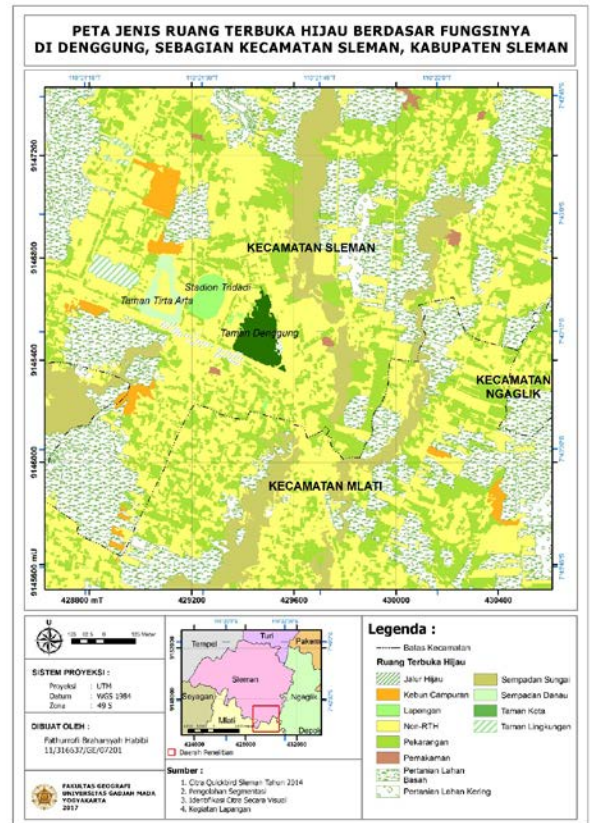 PETA JENIS RUANG TERBUKA HIJAU BERDASAR FUNGSINYA
DI DENGGUNG, SEBAGIAN KECAMATAN SLEMAN, KABUPATEN SLEMAN
9147200
9146800
9146400
9146000
9145600 mU
KECAMATAN SLEMAN
Stadion Tridadi
Taman Tirta Arta
Taman Denggung
KECAMATAN
NGAGLIK
KECAMATAN MLATI
428800 mT
429200
429600
430000
430400
U
SISTEM PROYEKSI :
Proyeksi : UTM
Datum : WGS 1984
Zona : 49 S
DIBUAT OLEH :
Fathurrofi Brahansyah Habibi
11/316637/GE/07201
FAKULTAS GEOGRAFI
UNIVERSITAS GADJAH MADA
YOGYAKARTA
2017
Tempel
Turi
Pakem
Sleman
Seyegan
Ngaglik
Mlati
Depok
Daerah Penelitian
Sumber :
1. Citra Quickbird Sleman Tahun 2014
2. Pengolahan Segmentasi
3. Identifikasi Citra Secara Visual
4. Kegiatan Lapangan
Legenda :
Batas Kecamatan
Ruang Terbuka Hijau
Jalur Hijau
Kebun Campuran
Lapangan
Non-RTH
Pekarangan
Pemakaman
Pertanian Lahan
Basah
Pertanian Lahan Kering
Sempadan Sungai
Sempadan Danau
Taman Kota
Taman Lingkungan